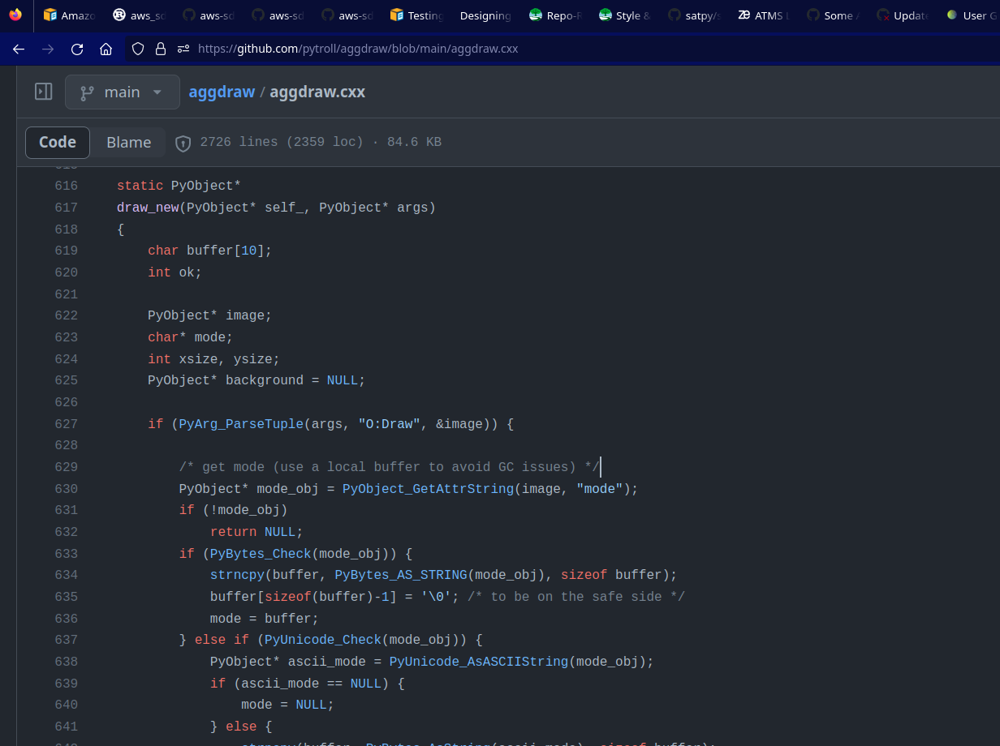 Amazo
aws_sd
aws-sd
aws-sd
aws-sd
Testing
Designing
Repo-R
Style &
satpy/s
ATMS L
Some A
Update
User G
https://github.com/pytroll/aggdraw/blob/main/aggdraw.cxx
main
aggdraw / aggdraw.cxx
Code Blame 2726 lines (2359 loc) · 84.6 KB
616 static PyObject*
617 draw_new(PyObject* self_, PyObject* args)
618 {
619 char buffer[10];
620 int ok;
621
622 PyObject* image;
623 char* mode;
624 int xsize, ysize;
625 PyObject* background = NULL;
626
627 if (PyArg_ParseTuple(args, "O:Draw", &image)) {
628
629 /* get mode (use a local buffer to avoid GC issues) */
630 PyObject* mode_obj = PyObject_GetAttrString(image, "mode");
631 if (!mode_obj)
632 return NULL;
633 if (PyBytes_Check(mode_obj)) {
634 strncpy(buffer, PyBytes_AS_STRING(mode_obj), sizeof buffer);
635 buffer[sizeof(buffer)-1] = '\0'; /* to be on the safe side */
636 mode = buffer;
637 } else if (PyUnicode_Check(mode_obj)) {
638 PyObject* ascii_mode = PyUnicode_AsASCIIString(mode_obj);
639 if (ascii_mode == NULL) {
640 mode = NULL;
641 } else {